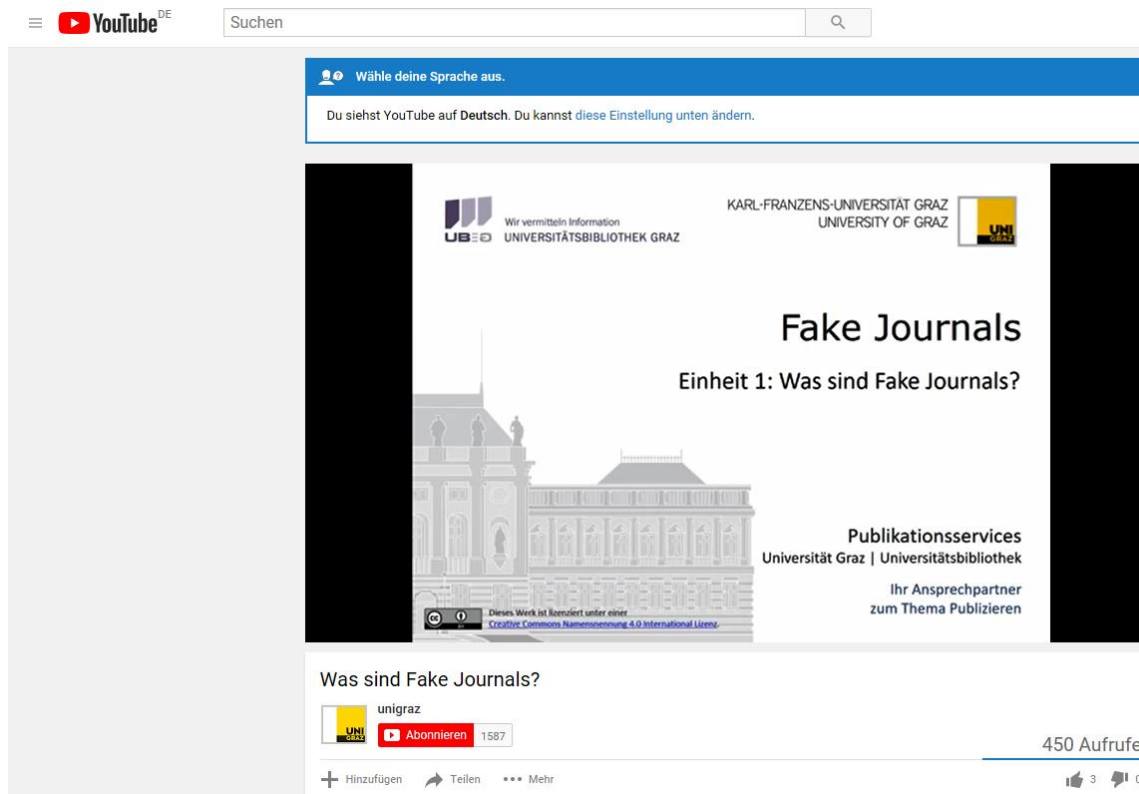 YouTube DE
Suchen
Wähle deine Sprache aus.
Du siehst YouTube auf Deutsch. Du kannst diese Einstellung unten ändern.
Wir vermitteln Information
UNIVERSITÄTSBIBLIOTHEK GRAZ
KARL-FRANZENS-UNIVERSITÄT GRAZ
UNIVERSITY OF GRAZ
UNI
GRAZ
Fake Journals
Einheit 1: Was sind Fake Journals?
Publikationsservices
Universität Graz | Universitätsbibliothek
Ihr Ansprechpartner
zum Thema Publizieren
cc
Dieses Werk ist lizenziert unter einer
Creative Commons Namensnennung 4.0 International Lizenz.
Was sind Fake Journals?
unigraz
UNI
GRAZ
Abonnieren 1587
450 Aufrufe
Hinzufügen Teilen Mehr 3 0